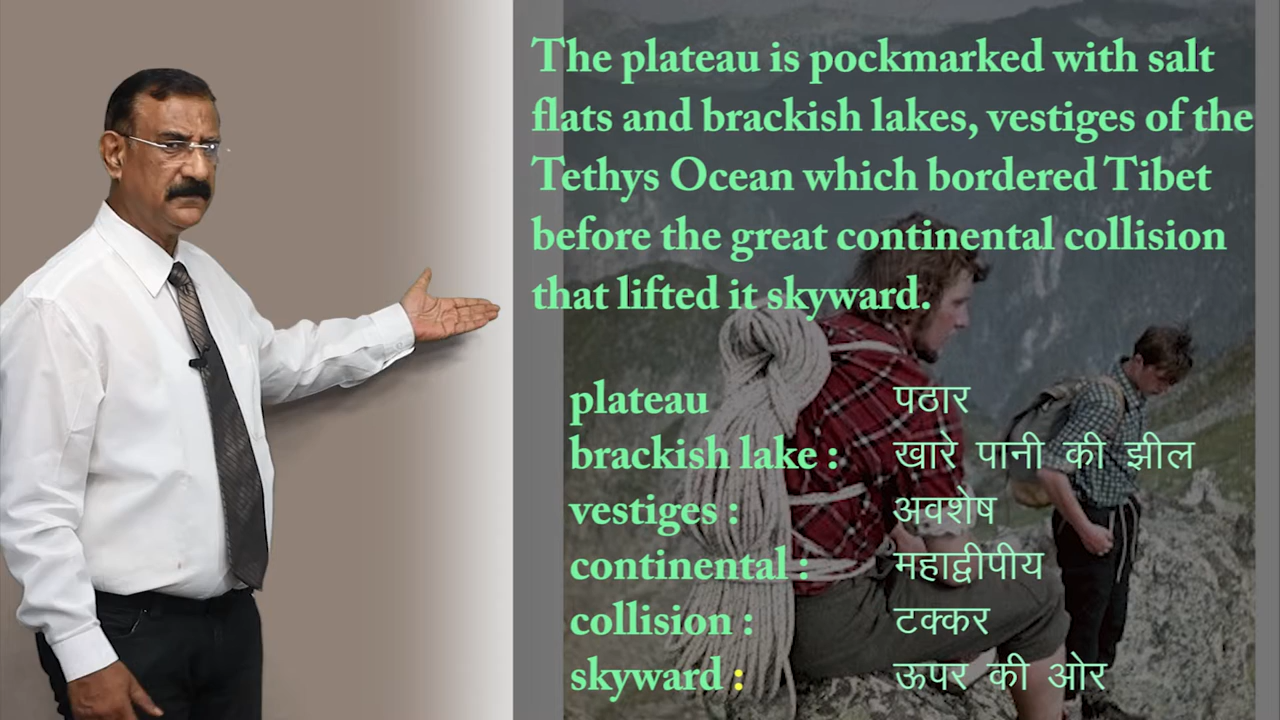 The plateau is pockmarked with salt
flats and brackish lakes, vestiges of the
Tethys Ocean which bordered Tibet
before the great continental collision
that lifted it skyward.
plateau पठार
brackish lake : खारे पानी की झील
vestiges : अवशेष
continental : महाद्वीपीय
collision : टक्कर
skyward : ऊपर की ओर